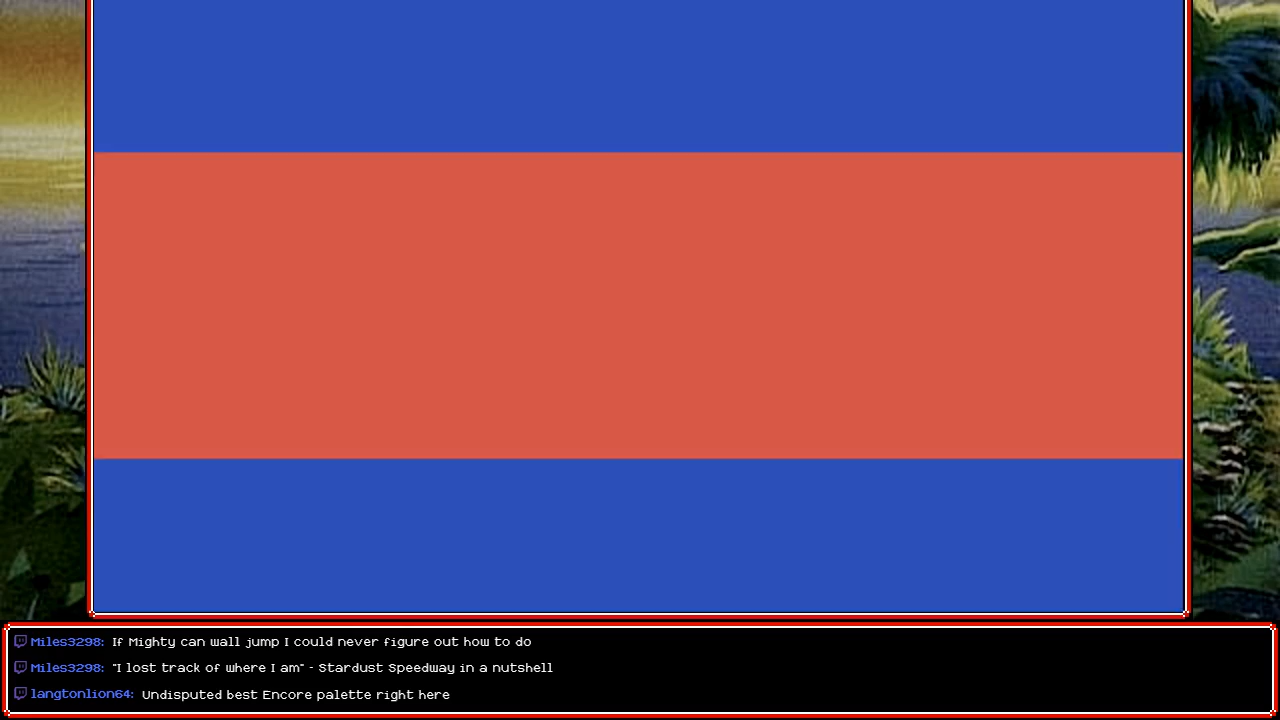 Miles3298: If Mighty can wall jump I could never figure out how to do
Miles3298: "I lost track of where I am" - Stardust Speedway in a nutshell
langtonlion64: Undisputed best Encore palette right here